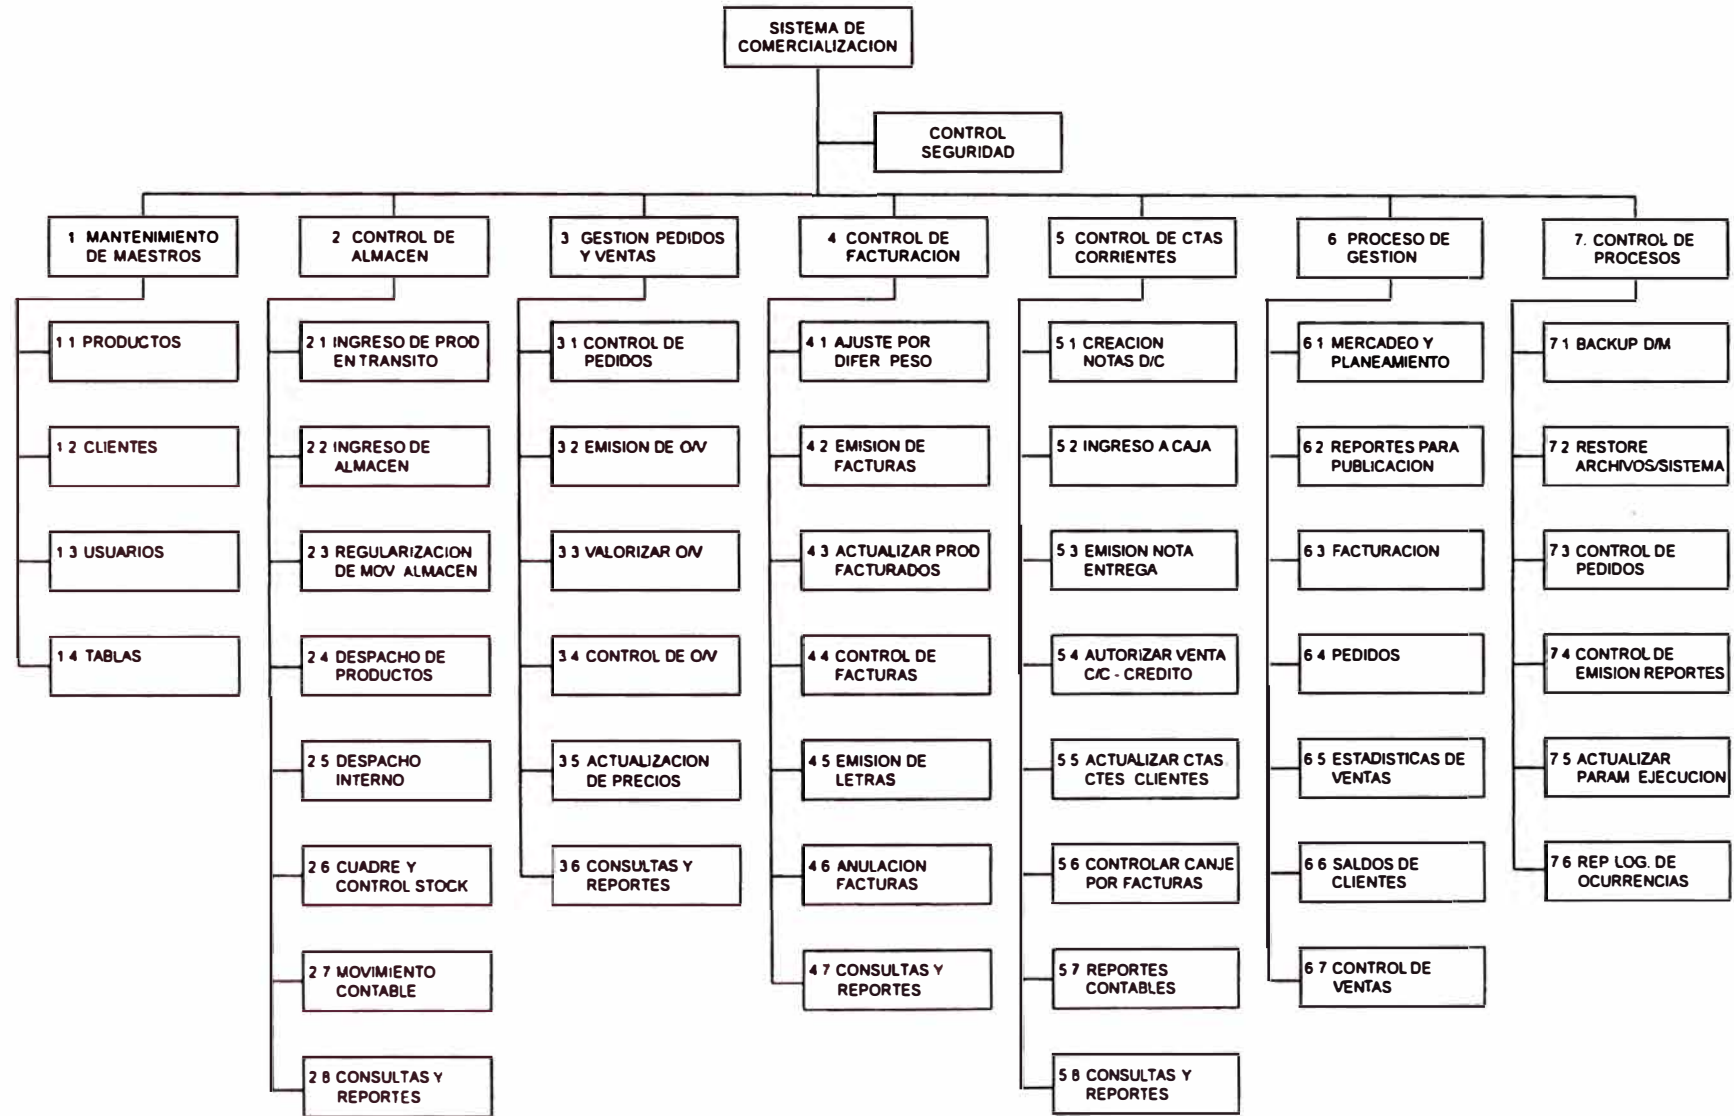 SISTEMA DE
COMERCIALIZACION
CONTROL
SEGURIDAD
1 MANTENIMIENTO
DE MAESTROS
1 1 PRODUCTOS
1 2 CLIENTES
1 3 USUARIOS
1 4 TABLAS
2 CONTROL DE
ALMACEN
2 1 INGRESO DE PROD
EN TRANSITO
2 2 INGRESO DE
ALMACEN
2 3 REGULARIZACION
DE MOV ALMACEN
2 4 DESPACHO DE
PRODUCTOS
2 5 DESPACHO
INTERNO
2 6 CUADRE Y
CONTROL STOCK
2 7 MOVIMIENTO
CONTABLE
2 8 CONSULTAS Y
REPORTES
3 GESTION PEDIDOS
Y VENTAS
3 1 CONTROL DE
PEDIDOS
3 2 EMISION DE O/V
3 3 VALORIZAR O/V
3 4 CONTROL DE O/V
3 5 ACTUALIZACION
DE PRECIOS
3 6 CONSULTAS Y
REPORTES
4 CONTROL DE
FACTURACION
4 1 AJUSTE POR
DIFER PESO
4 2 EMISION DE
FACTURAS
4 3 ACTUALIZAR PROD
FACTURADOS
4 4 CONTROL DE
FACTURAS
4 5 EMISION DE
LETRAS
4 6 ANULACION
FACTURAS
4 7 CONSULTAS Y
REPORTES
5 CONTROL DE CTAS
CORRIENTES
5 1 CREACION
NOTAS D/C
5 2 INGRESO A CAJA
5 3 EMISION NOTA
ENTREGA
5 4 AUTORIZAR VENTA
C/C - CREDITO
5 5 ACTUALIZAR CTAS.
CTES CLIENTES
5 6 CONTROLAR CANJE
POR FACTURAS
5 7 REPORTES
CONTABLES
5 8 CONSULTAS Y
REPORTES
6 PROCESO DE
GESTION
6 1 MERCADEO Y
PLANEAMIENTO
6 2 REPORTES PARA
PUBLICACION
6 3 FACTURACION
6 4 PEDIDOS
6 5 ESTADISTICAS DE
VENTAS
6 6 SALDOS DE
CLIENTES
6 7 CONTROL DE
VENTAS
7. CONTROL DE
PROCESOS
7 1 BACKUP D/M
7 2 RESTORE
ARCHIVOS/SISTEMA
7 3 CONTROL DE
PEDIDOS
7 4 CONTROL DE
EMISION REPORTES
7 5 ACTUALIZAR
PARAM EJECUCION
7 6 REP LOG. DE
OCURRENCIAS